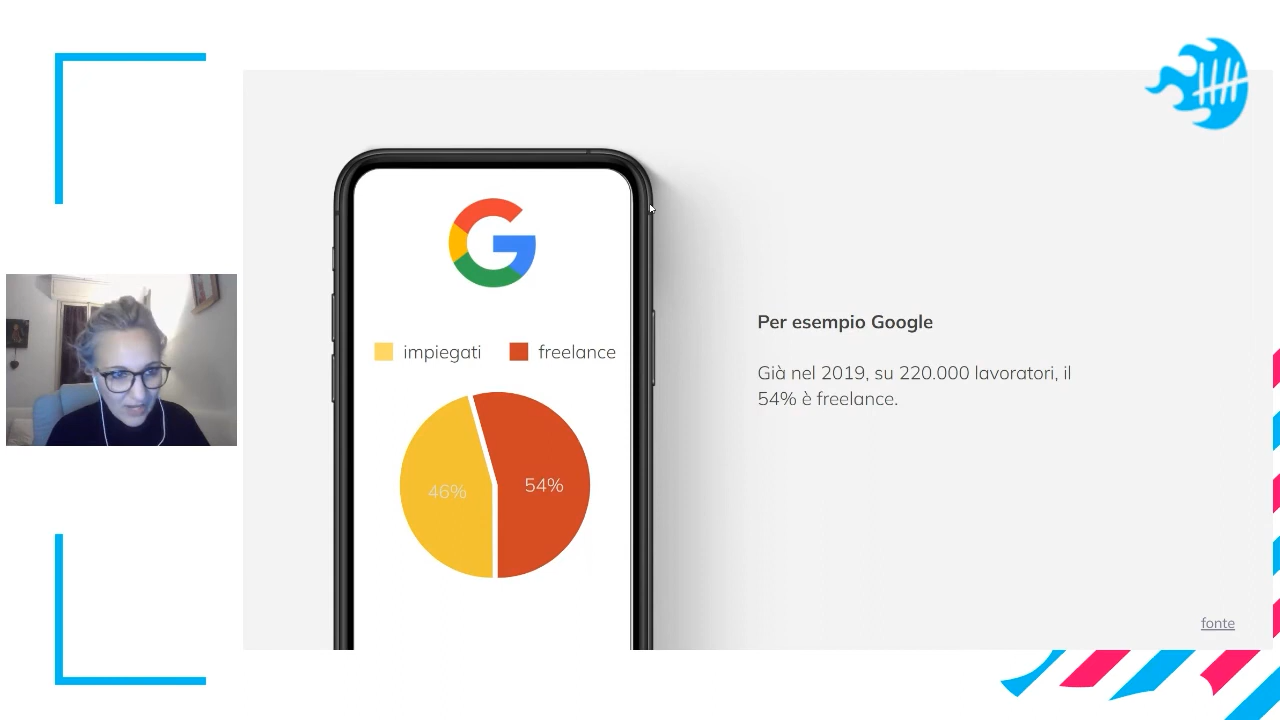 impiegati
freelance
46%
54%
Per esempio Google
Già nel 2019, su 220.000 lavoratori, il
54% è freelance.
fonte